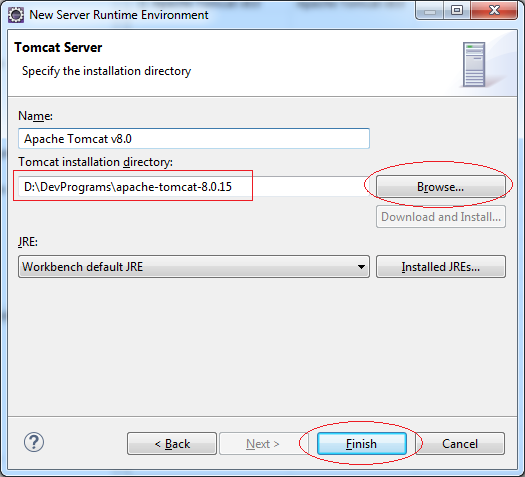 New Server Runtime Environment
Tomcat Server
Specify the installation directory
Name:
Apache Tomcat v8.0
Tomcat installation directory:
D:\DevPrograms\apache-tomcat-8.0.15
Browse...
Download and Install...
JRE:
Workbench default JRE
Installed JREs...
?
< Back
Next >
Finish
Cancel